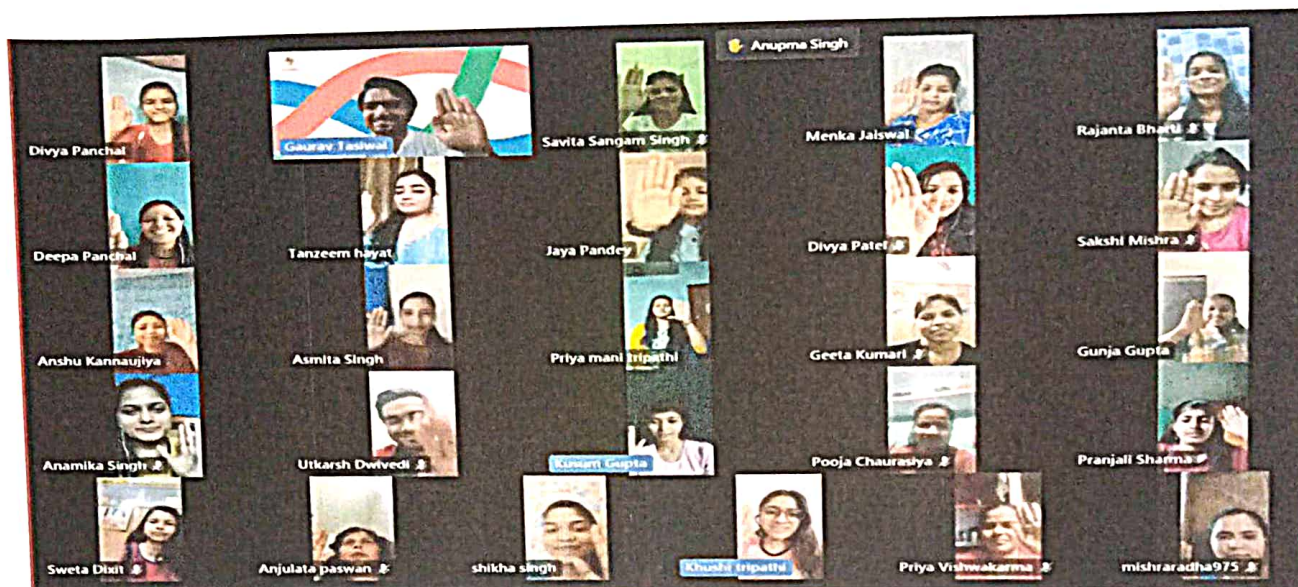 Anupma Singh
Divya Panchal
Gaurav Tasiwal
Savita Sangam Singh
Menka Jaiswal
Rajanta Bharti
Deepa Panchal
Tanzeem hayat
Jaya Pandey
Divya Patel
Sakshi Mishra
Anshu Kannaujiya
Asmita Singh
Priya mani tripathi
Geeta Kumari
Gunja Gupta
Anamika Singh
Utkarsh Dwivedi
Kusum Gupta
Pooja Chaurasiya
Pranjali Sharma
Sweta Dixit
Anjulata paswan
shikha singh
Khushi tripathi
Priya Vishwakarma
mishraradha975